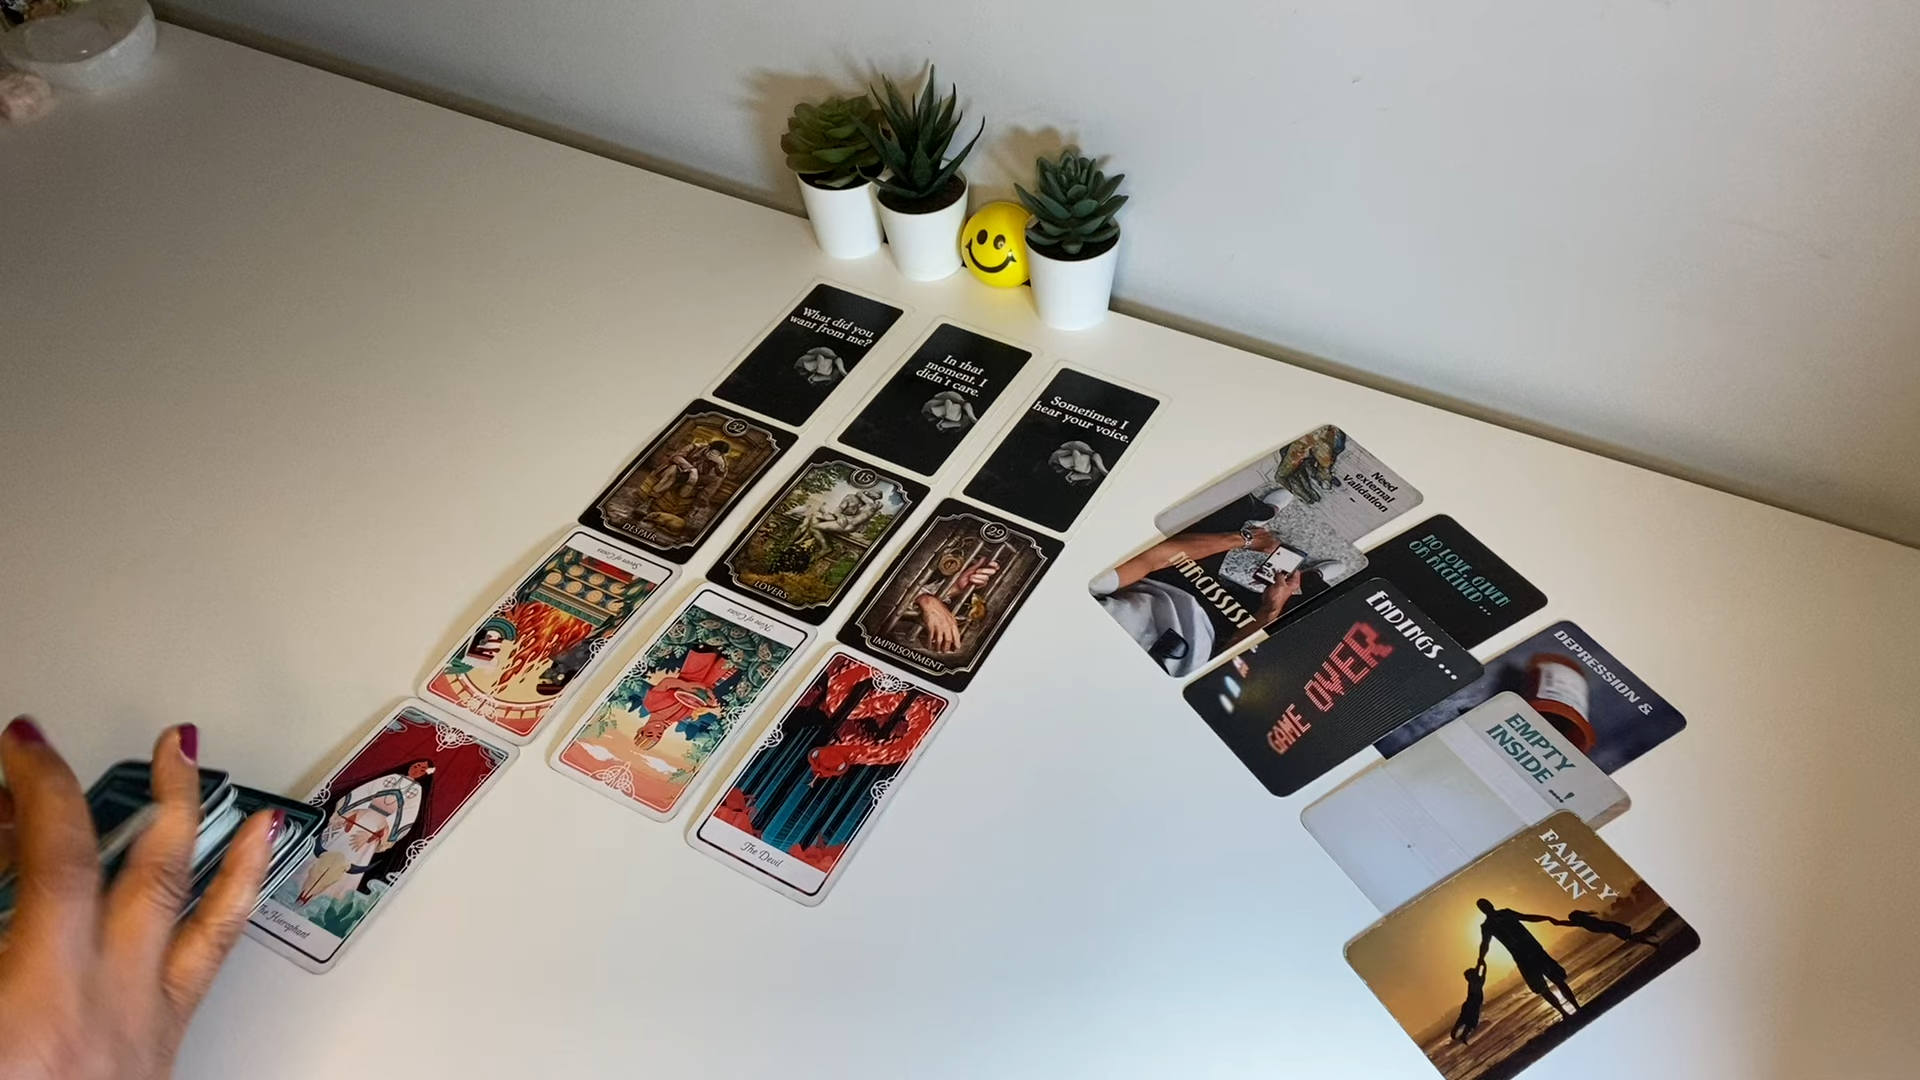 What did you
want from me?
In that
moment, I
didn't care.
Sometimes I
hear your voice.
32
DESPAIR
15
LOVERS
29
IMPRISONMENT
Seven of Coins
Nine of Coins
The Devil
The Hierophant
Need
external
Validation
NARCISSIST
NO LOVE GIVEN
OR RECEIVED...
ENDINGS...
GAME OVER
DEPRESSION &
EMPTY
INSIDE...!
FAMILY
MAN